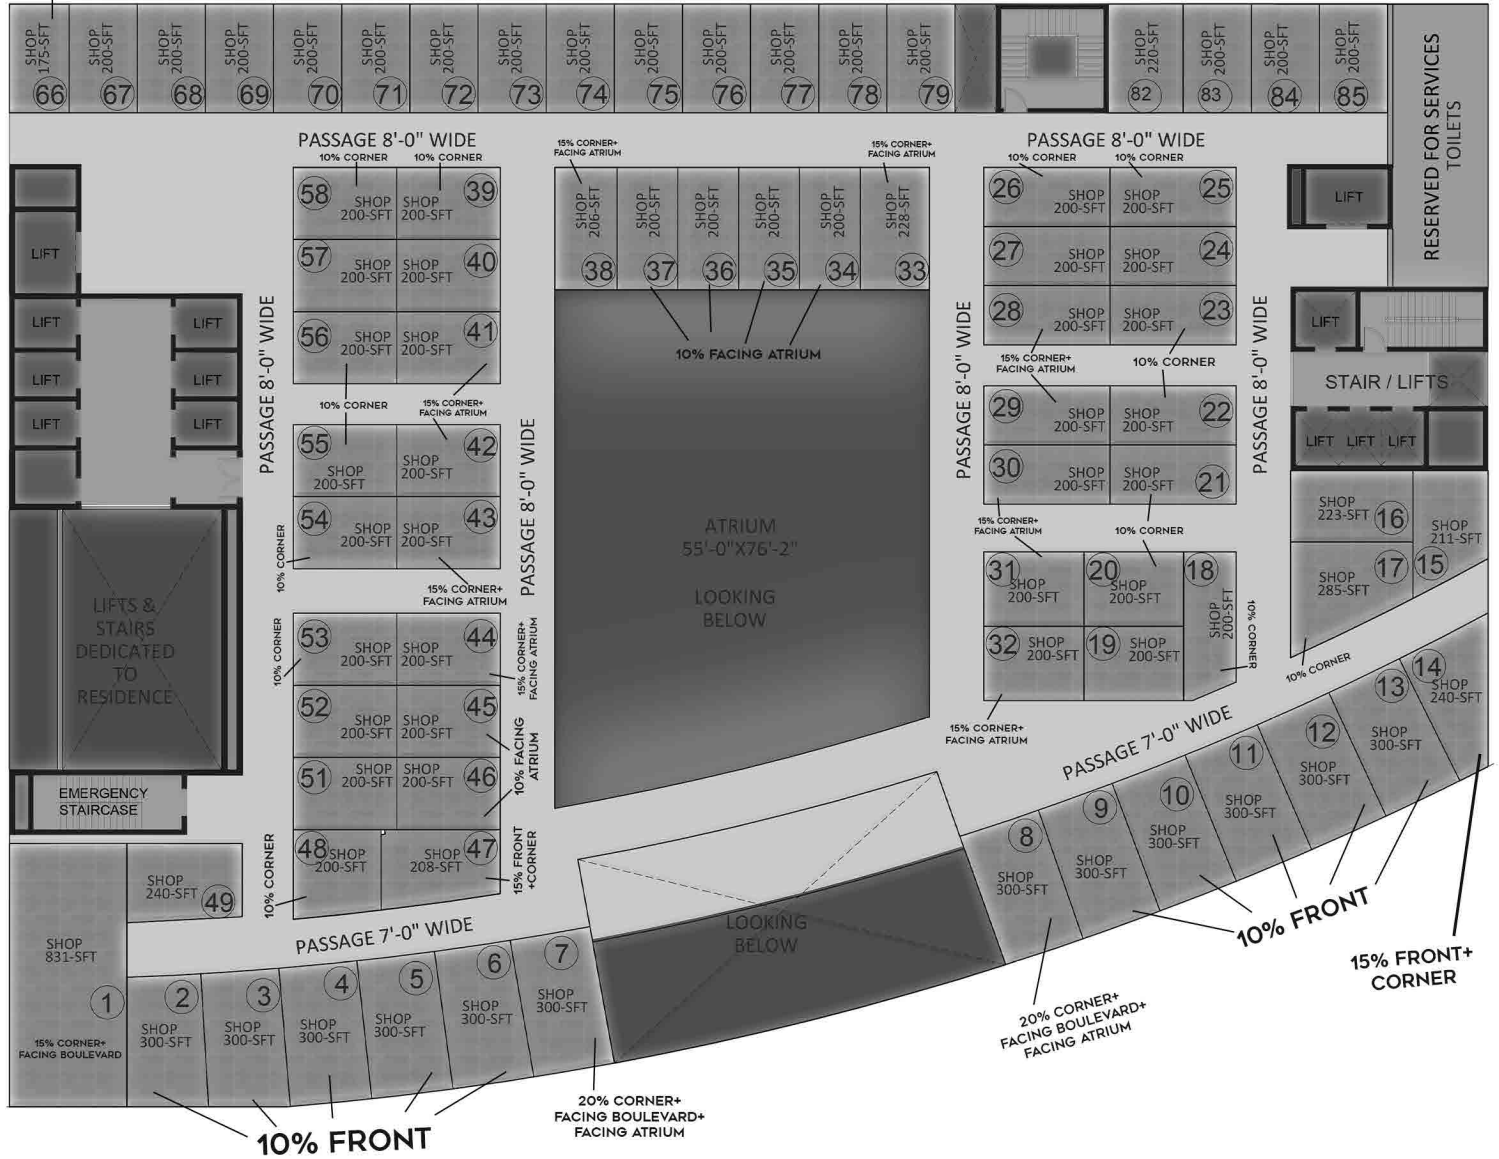 SHOP
175-SFT
66
SHOP
200-SFT
67
SHOP
200-SFT
68
SHOP
200-SFT
69
SHOP
200-SFT
70
SHOP
200-SFT
71
SHOP
200-SFT
72
SHOP
200-SFT
73
SHOP
200-SFT
74
SHOP
200-SFT
75
SHOP
200-SFT
76
SHOP
200-SFT
77
SHOP
200-SFT
78
SHOP
200-SFT
79
SHOP
220-SFT
82
SHOP
200-SFT
83
SHOP
200-SFT
84
SHOP
200-SFT
85
RESERVED FOR SERVICES
TOILETS
PASSAGE 8'-0" WIDE
10% CORNER
10% CORNER
58
SHOP
200-SFT
39
SHOP
200-SFT
57
SHOP
200-SFT
40
SHOP
200-SFT
56
SHOP
200-SFT
41
SHOP
200-SFT
10% CORNER
15% CORNER+
FACING ATRIUM
55
SHOP
200-SFT
42
SHOP
200-SFT
54
SHOP
200-SFT
43
SHOP
200-SFT
10% CORNER
15% CORNER+
FACING ATRIUM
53
SHOP
200-SFT
44
SHOP
200-SFT
10% CORNER
15% CORNER+
FACING ATRIUM
52
SHOP
200-SFT
45
SHOP
200-SFT
51
SHOP
200-SFT
46
SHOP
200-SFT
10% FACING
ATRIUM
48
SHOP
200-SFT
47
SHOP
208-SFT
10% CORNER
15% FRONT
+CORNER
PASSAGE 8'-0" WIDE
PASSAGE 8'-0" WIDE
LIFT
LIFT
LIFT
LIFT
LIFT
LIFT
LIFT
LIFTS &
STAIRS
DEDICATED
TO
RESIDENCE
EMERGENCY
STAIRCASE
15% CORNER+
FACING ATRIUM
15% CORNER+
FACING ATRIUM
SHOP
206-SFT
38
SHOP
200-SFT
37
SHOP
200-SFT
36
SHOP
200-SFT
35
SHOP
200-SFT
34
SHOP
228-SFT
33
10% FACING ATRIUM
ATRIUM
55'-0"X76'-2"
LOOKING
BELOW
PASSAGE 8'-0" WIDE
10% CORNER
10% CORNER
26
SHOP
200-SFT
25
SHOP
200-SFT
27
SHOP
200-SFT
24
SHOP
200-SFT
28
SHOP
200-SFT
23
SHOP
200-SFT
15% CORNER+
FACING ATRIUM
10% CORNER
29
SHOP
200-SFT
22
SHOP
200-SFT
30
SHOP
200-SFT
21
SHOP
200-SFT
15% CORNER+
FACING ATRIUM
10% CORNER
31
SHOP
200-SFT
20
SHOP
200-SFT
18
SHOP
200-SFT
32
SHOP
200-SFT
19
SHOP
200-SFT
10% CORNER
15% CORNER+
FACING ATRIUM
PASSAGE 8'-0" WIDE
PASSAGE 8'-0" WIDE
LIFT
LIFT
STAIR / LIFTS
LIFT
LIFT
LIFT
SHOP
223-SFT
16
SHOP
211-SFT
15
SHOP
285-SFT
17
10% CORNER
PASSAGE 7'-0" WIDE
14
SHOP
240-SFT
13
SHOP
300-SFT
12
SHOP
300-SFT
11
SHOP
300-SFT
10
SHOP
300-SFT
9
SHOP
300-SFT
8
SHOP
300-SFT
10% FRONT
15% FRONT+
CORNER
20% CORNER+
FACING BOULEVARD+
FACING ATRIUM
LOOKING
BELOW
SHOP
240-SFT
49
SHOP
831-SFT
1
15% CORNER+
FACING BOULEVARD
PASSAGE 7'-0" WIDE
2
SHOP
300-SFT
3
SHOP
300-SFT
4
SHOP
300-SFT
5
SHOP
300-SFT
6
SHOP
300-SFT
7
SHOP
300-SFT
10% FRONT
20% CORNER+
FACING BOULEVARD+
FACING ATRIUM